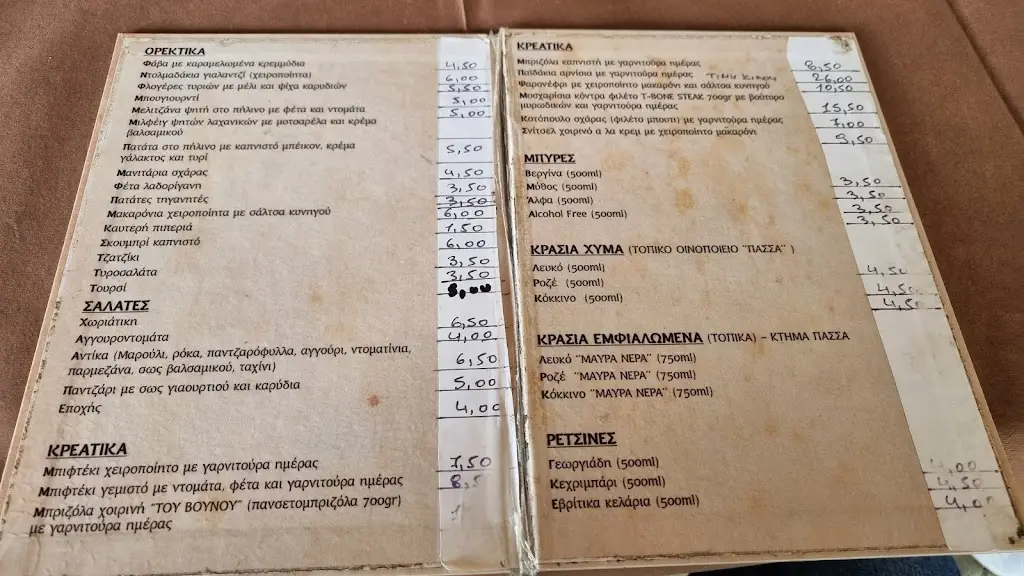 ΟΡΕΚΤΙΚΑ
Φάβα με καραμελωμένα κρεμμύδια 4,50
Ντολμαδάκια γιαλαντζί (χειροποίητα) 6,00
Φλογέρες τυριών με μέλι και ψίχα καρυδιών 5,50
Μπουγιουρντί 5,00
Μελιτζάνα ψητή στο πήλινο με φέτα και ντομάτα 5,00
Μιλφέιγ ψητών λαχανικών με μοτσαρέλα και κρέμα
βαλσαμικού
Πατάτα στο πήλινο με καπνιστό μπέικον, κρέμα 5,50
γάλακτος και τυρί
Μανιτάρια σχάρας 4,50
Φέτα λαδορίγανη 3,50
Πατάτες τηγανητές 3,50
Μακαρόνια χειροποίητα με σάλτσα κυνηγού 6,00
Καυτερή πιπεριά 1,50
Σκουμπρί καπνιστό 6,00
Τζατζίκι 3,50
Τυροσαλάτα 3,50
Τουρσί
ΣΑΛΑΤΕΣ
Χωριάτικη 6,50
Αγγουροντομάτα 4,00
Αντίκα (Μαρούλι, ρόκα, παντζαρόφυλλα, αγγούρι, ντοματίνια, 6,50
παρμεζάνα, σως βαλσαμικού, ταχίνι)
Παντζάρι με σως γιαουρτιού και καρύδια 5,00
Εποχής 4,00
ΚΡΕΑΤΙΚΑ
Μπιφτέκι χειροποίητο με γαρνιτούρα ημέρας 7,50
Μπιφτέκι γεμιστό με ντομάτα, φέτα και γαρνιτούρα ημέρας 8,5
Μπριζόλα χοιρινή "ΤΟΥ ΒΟΥΝΟΥ" (πανσετομπριζόλα 700gr)
με γαρνιτούρα ημέρας
ΚΡΕΑΤΙΚΑ
Μπριζόλα καπνιστή με γαρνιτούρα ημέρας 8,50
Παϊδάκια αρνίσια με γαρνιτούρα ημέρας ΤΙΜΗ ΚΙΛΟΥ 26,00
Ψαρονέφρι με χειροποίητο μακαρόνι και σάλτσα κυνηγού 10,50
Μοσχαρίσια κόντρα φιλέτο T-BONE STEAK 700gr με βούτυρο
μυρωδικών και γαρνιτούρα ημέρας 15,50
Κοτόπουλο σχάρας (φιλέτο μπουτι) με γαρνιτούρα ημέρας 7,00
Σνίτσελ χοιρινό α λα κρεμ με χειροποίητο μακαρόνι 9,50
ΜΠΥΡΕΣ
Βεργίνα (500ml) 3,50
Μύθος (500ml) 3,50
Άλφα (500ml) 3,50
Alcohol Free (500ml) 3,50
ΚΡΑΣΙΑ ΧΥΜΑ (ΤΟΠΙΚΟ ΟΙΝΟΠΟΙΕΙΟ "ΠΑΣΣΑ" )
Λευκό (500ml) 4,50
Ροζέ (500ml) 4,50
Κόκκινο (500ml) 4,50
ΚΡΑΣΙΑ ΕΜΦΙΑΛΩΜΕΝΑ (ΤΟΠΙΚΑ) – ΚΤΗΜΑ ΠΑΣΣΑ
Λευκό "ΜΑΥΡΑ ΝΕΡΑ" (750ml)
Ροζέ "ΜΑΥΡΑ ΝΕΡΑ" (750ml)
Κόκκινο "ΜΑΥΡΑ ΝΕΡΑ" (750ml)
ΡΕΤΣΙΝΕΣ
Γεωργιάδη (500ml) 4,00
Κεχριμπάρι (500ml) 4,50
Εβρίτικα κελάρια (500ml) 4,0